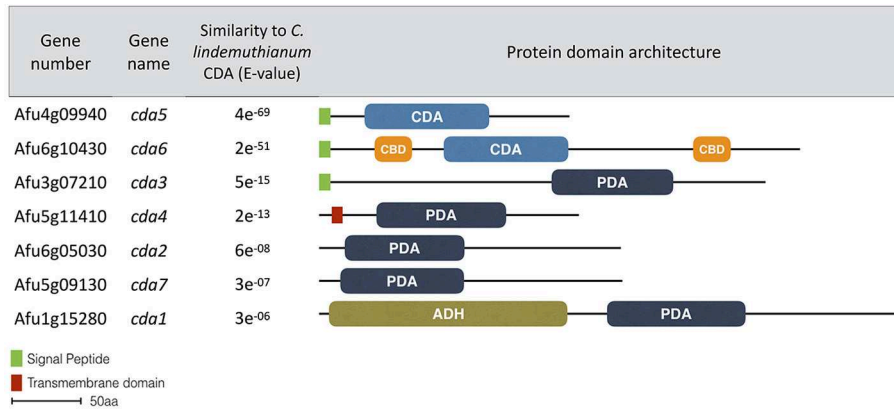 Gene number
Gene name
Similarity to C. lindemuthianum CDA (E-value)
Protein domain architecture
Afu4g09940 cda5 4e-69 CDA
Afu6g10430 cda6 2e-51 CBD CDA CBD
Afu3g07210 cda3 5e-15 PDA
Afu5g11410 cda4 2e-13 PDA
Afu6g05030 cda2 6e-08 PDA
Afu5g09130 cda7 3e-07 PDA
Afu1g15280 cda1 3e-06 ADH PDA
Signal Peptide
Transmembrane domain
50aa